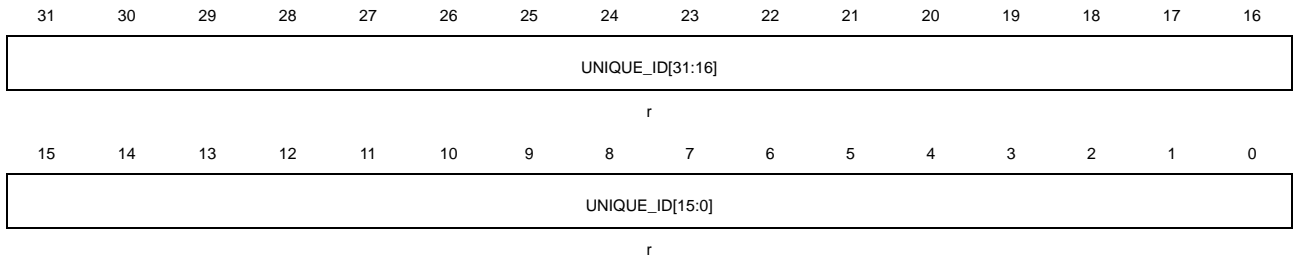 31 30 29 28 27 26 25 24 23 22 21 20 19 18 17 16
UNIQUE_ID[31:16]
r
15 14 13 12 11 10 9 8 7 6 5 4 3 2 1 0
UNIQUE_ID[15:0]
r